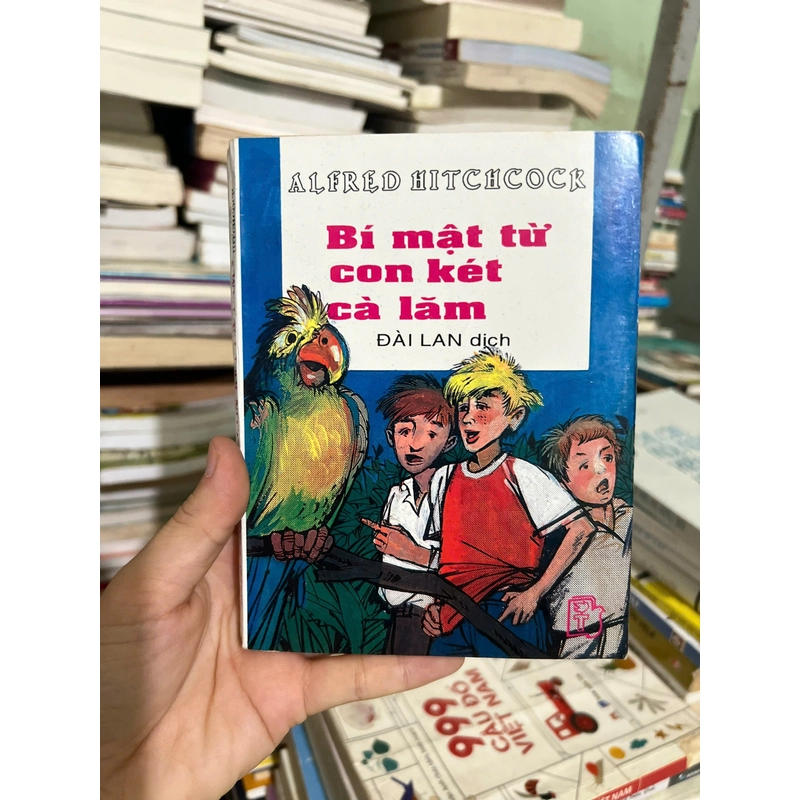 ALFRED HITCHCOCK
Bí mật từ
con két
cà lăm
ĐÀI LAN dịch
999
CÂU ĐỐ
VIỆT NAM